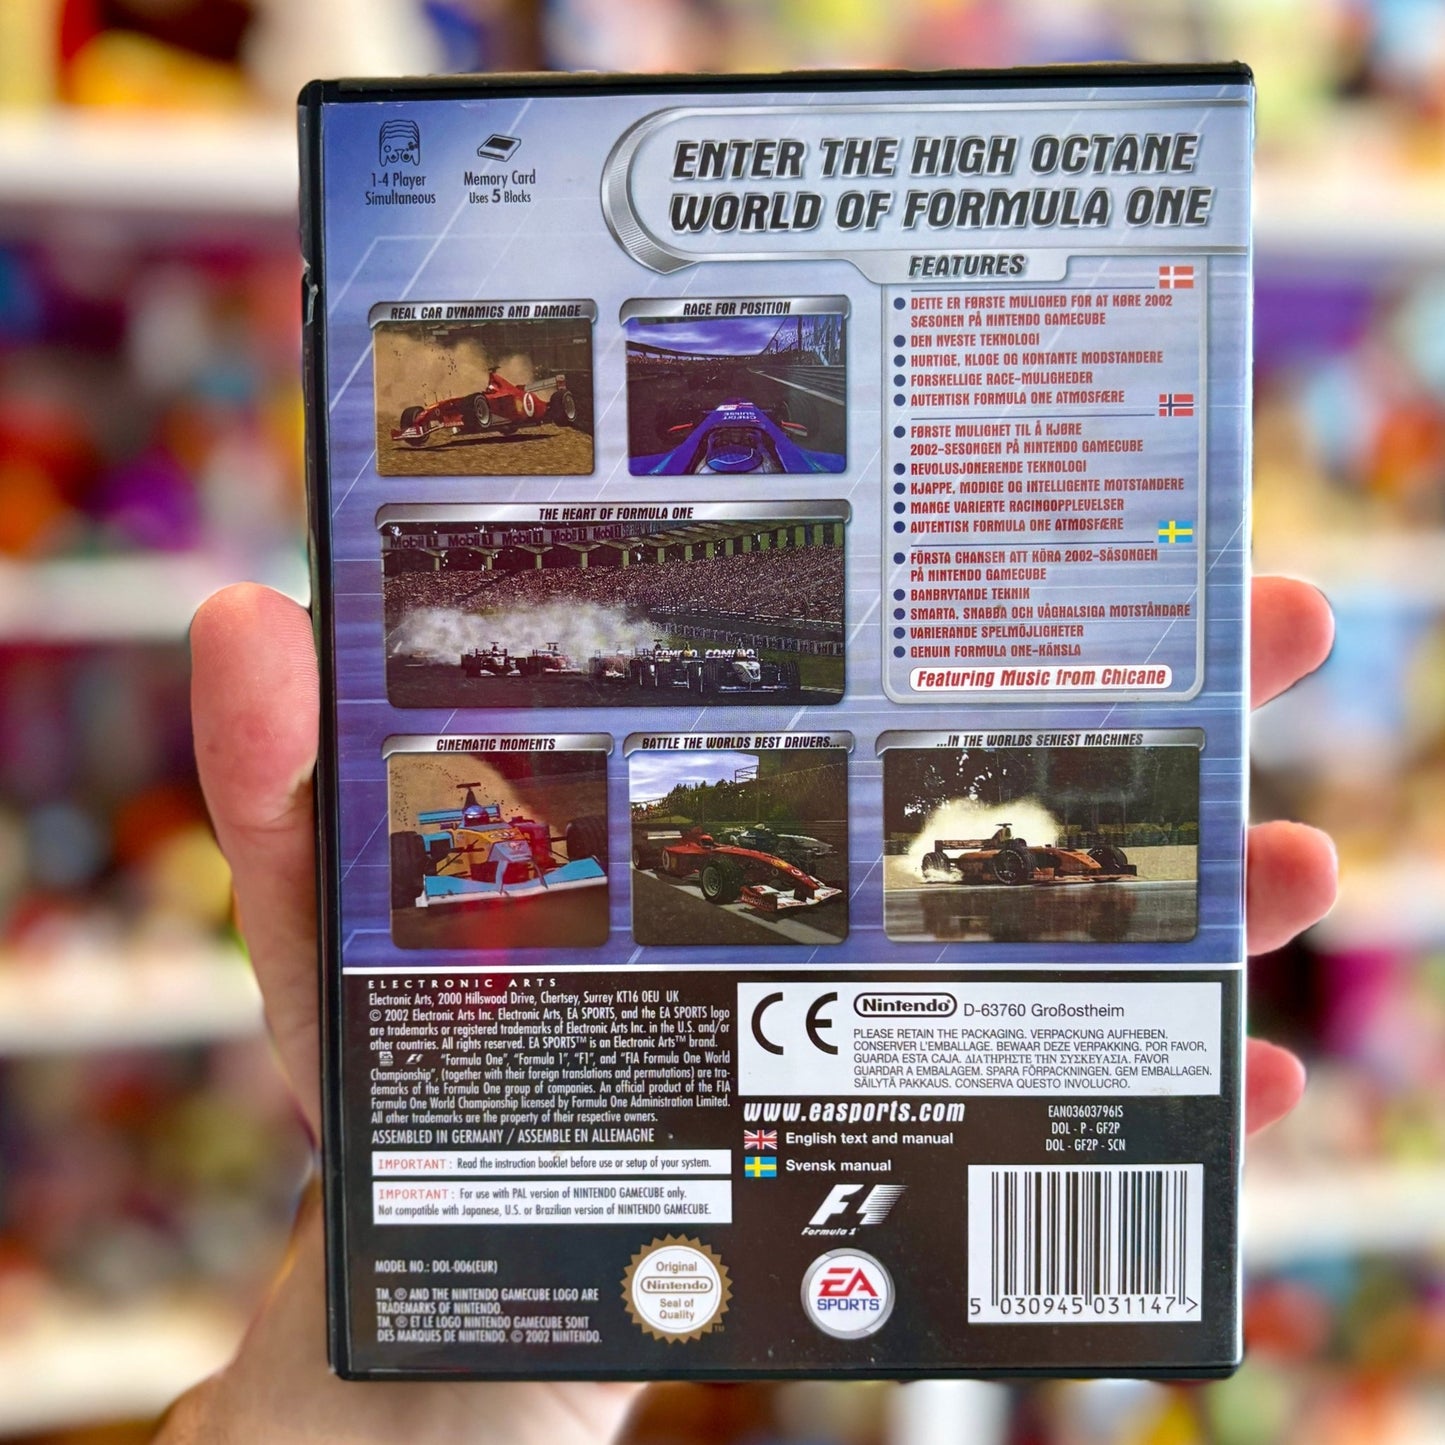 1-4 Player
Simultaneous
Memory Card
Uses 5 Blocks
ENTER THE HIGH OCTANE
WORLD OF FORMULA ONE
FEATURES
DETTE ER FØRSTE MULIGHED FOR AT KØRE 2002
SÆSONEN PÅ NINTENDO GAMECUBE
DEN NYESTE TEKNOLOGI
HURTIGE, KLOGE OG KONTANTE MODSTANDERE
FORSKELLIGE RACE-MULIGHEDER
AUTENTISK FORMULA ONE ATMOSFÆRE
FØRSTE MULIGHET TIL Å KJØRE
2002-SESONGEN PÅ NINTENDO GAMECUBE
REVOLUSJONERENDE TEKNOLOGI
KJAPPE, MODIGE OG INTELLIGENTE MOTSTANDERE
MANGE VARIERTE RACINGOPPLEVELSER
AUTENTISK FORMULA ONE ATMOSFÆRE
FÖRSTA CHANSEN ATT KÖRA 2002-SÄSONGEN
PÅ NINTENDO GAMECUBE
BANBRYTANDE TEKNIK
SMARTA, SNABBA OCH VÅGHALSIGA MOTSTÅNDARE
VARIERANDE SPELMÖJLIGHETER
GENUIN FORMULA ONE-KÄNSLA
Featuring Music from Chicane
REAL CAR DYNAMICS AND DAMAGE
RACE FOR POSITION
CREDIT
SUISSE
THE HEART OF FORMULA ONE
Mobil 1 Mobil 1 Mobil 1 Mobil 1 Mobil 1
COMPAQ COMPAQ
CINEMATIC MOMENTS
BATTLE THE WORLDS BEST DRIVERS...
...IN THE WORLDS SEXIEST MACHINES
ELECTRONIC ARTS
Electronic Arts, 2000 Hillswood Drive, Chertsey, Surrey KT16 0EU UK
© 2002 Electronic Arts Inc. Electronic Arts, EA SPORTS, and the EA SPORTS logo
are trademarks or registered trademarks of Electronic Arts Inc. in the U.S. and/or
other countries. All rights reserved. EA SPORTS™ is an Electronic Arts™ brand.
F1 "Formula One", "Formula 1", "F1", and "FIA Formula One World
Championship", (together with their foreign translations and permutations) are tra-
demarks of the Formula One group of companies. An official product of the FIA
Formula One World Championship licensed by Formula One Administration Limited.
All other trademarks are the property of their respective owners.
ASSEMBLED IN GERMANY / ASSEMBLE EN ALLEMAGNE
IMPORTANT: Read the instruction booklet before use or setup of your system.
IMPORTANT: For use with PAL version of NINTENDO GAMECUBE only.
Not compatible with Japanese, U.S. or Brazilian version of NINTENDO GAMECUBE.
MODEL NO.: DOL-006(EUR)
TM, ® AND THE NINTENDO GAMECUBE LOGO ARE
TRADEMARKS OF NINTENDO.
TM, ® ET LE LOGO NINTENDO GAMECUBE SONT
DES MARQUES DE NINTENDO. © 2002 NINTENDO.
Original
Nintendo
Seal of
Quality
TM
CE
Nintendo® D-63760 Großostheim
PLEASE RETAIN THE PACKAGING. VERPACKUNG AUFHEBEN.
CONSERVER L'EMBALLAGE. BEWAAR DEZE VERPAKKING. POR FAVOR,
GUARDA ESTA CAJA. ΔΙΑΤΗΡΗΣΤΕ ΤΗΝ ΣΥΣΚΕΥΑΣΙΑ. FAVOR
GUARDAR A EMBALAGEM. SPARA FÖRPACKNINGEN. GEM EMBALLAGEN.
SÄILYTÄ PAKKAUS. CONSERVA QUESTO INVOLUCRO.
www.easports.com
English text and manual
Svensk manual
EAN03603796IS
DOL - P - GF2P
DOL - GF2P - SCN
F1
Formula 1
EA
SPORTS
5 030945 031147 >